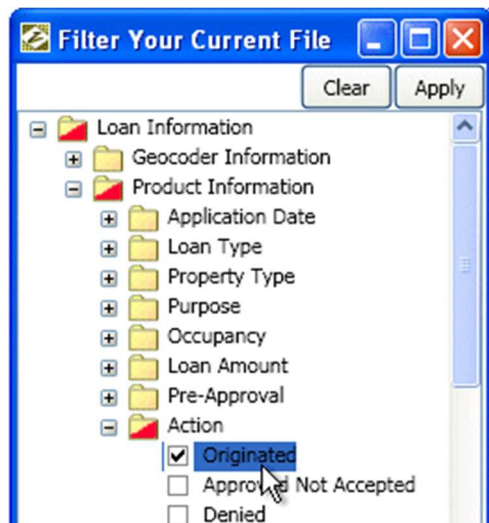 Filter Your Current File
Clear Apply
Loan Information
Geocoder Information
Product Information
Application Date
Loan Type
Property Type
Purpose
Occupancy
Loan Amount
Pre-Approval
Action
Originated
Approved Not Accepted
Denied